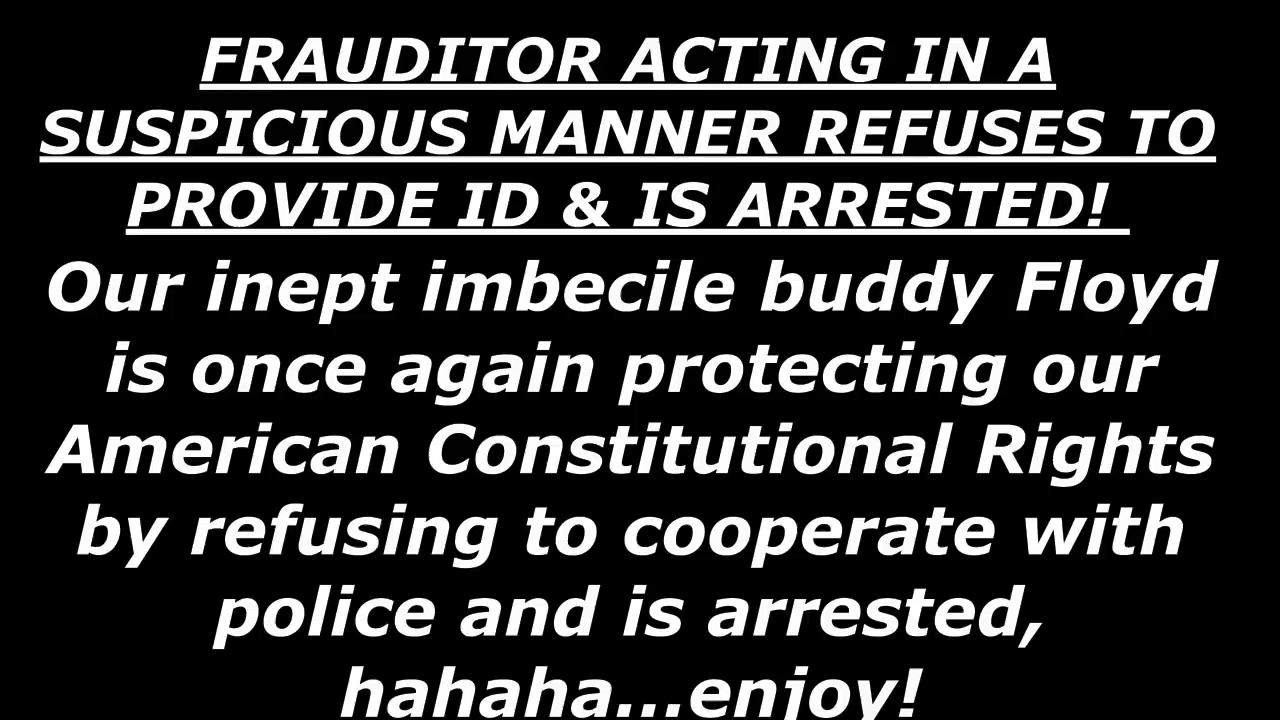 FRAUDITOR ACTING IN A
SUSPICIOUS MANNER REFUSES TO
PROVIDE ID & IS ARRESTED!
Our inept imbecile buddy Floyd
is once again protecting our
American Constitutional Rights
by refusing to cooperate with
police and is arrested,
hahaha...enjoy!